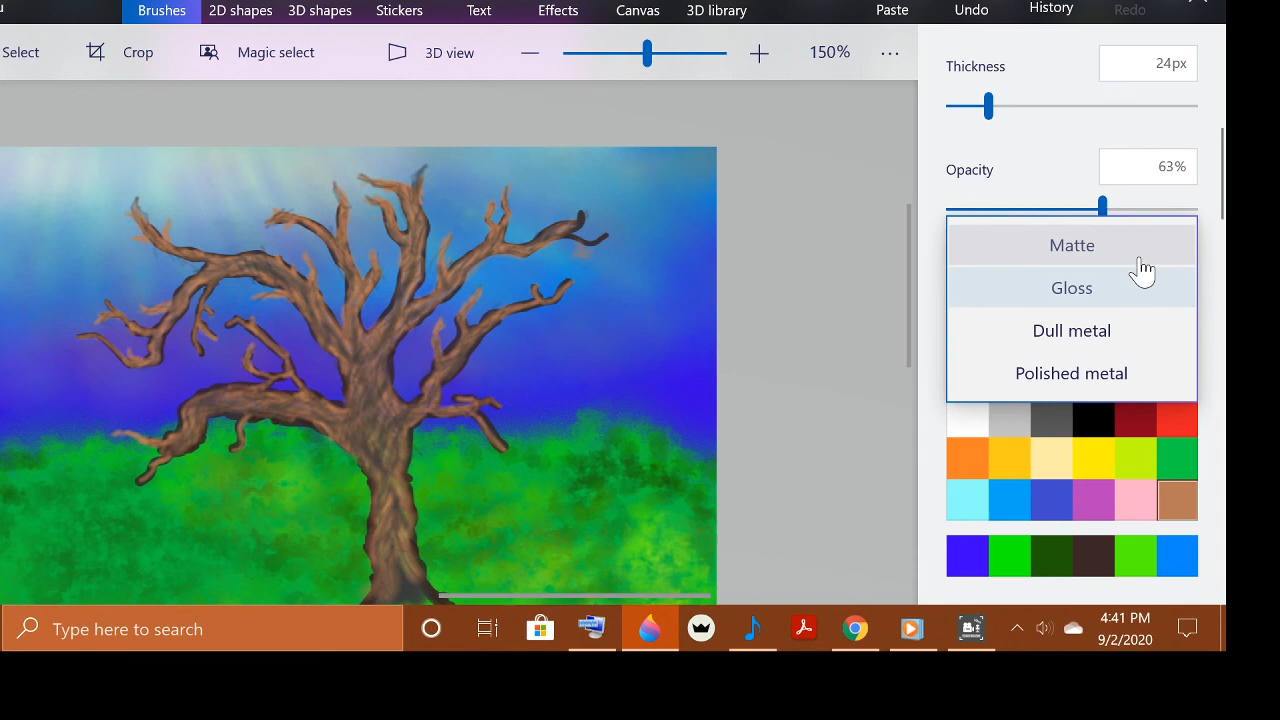 Brushes 2D shapes 3D shapes Stickers Text Effects Canvas 3D library Paste Undo History Redo
Select Crop Magic select 3D view 150%
Thickness 24px
Opacity 63%
Matte
Gloss
Dull metal
Polished metal
Type here to search
4:41 PM
9/2/2020